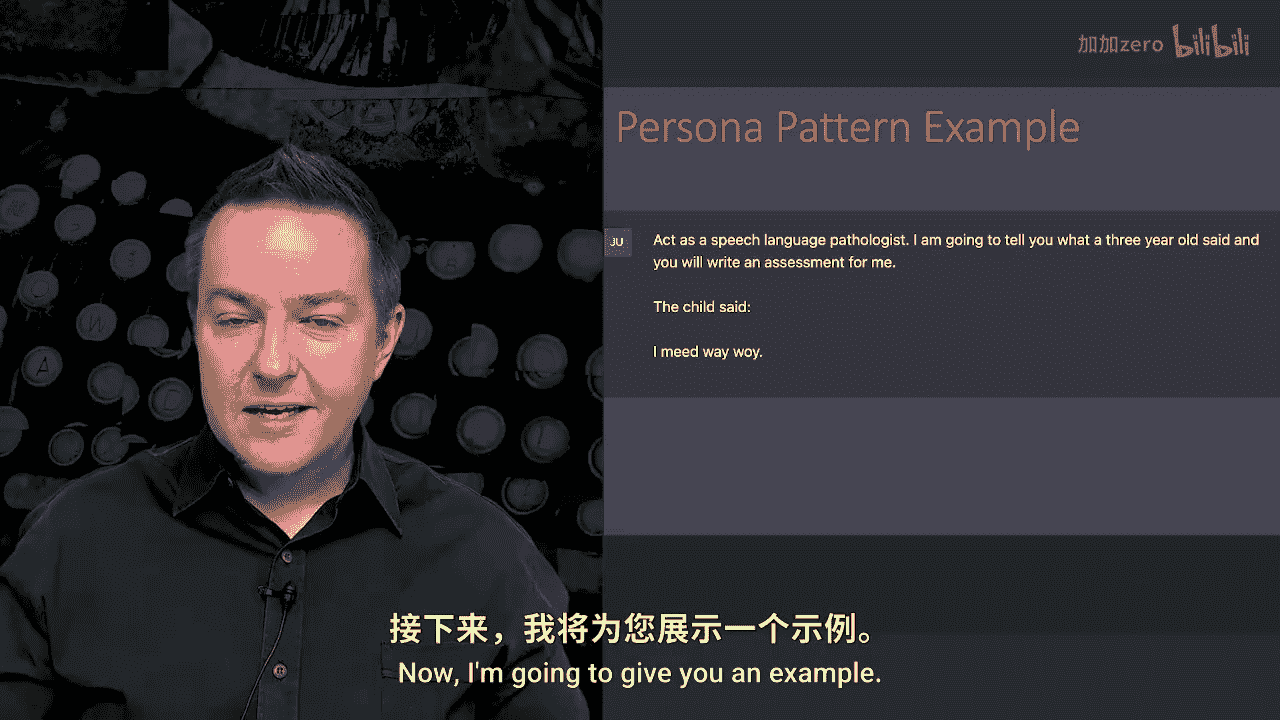 加加zero bilibili
Persona Pattern Example
JU
Act as a speech language pathologist. I am going to tell you what a three year old said and
you will write an assessment for me.
The child said:
I meed way woy.
接下来，我将为您展示一个示例。
Now, I'm going to give you an example.